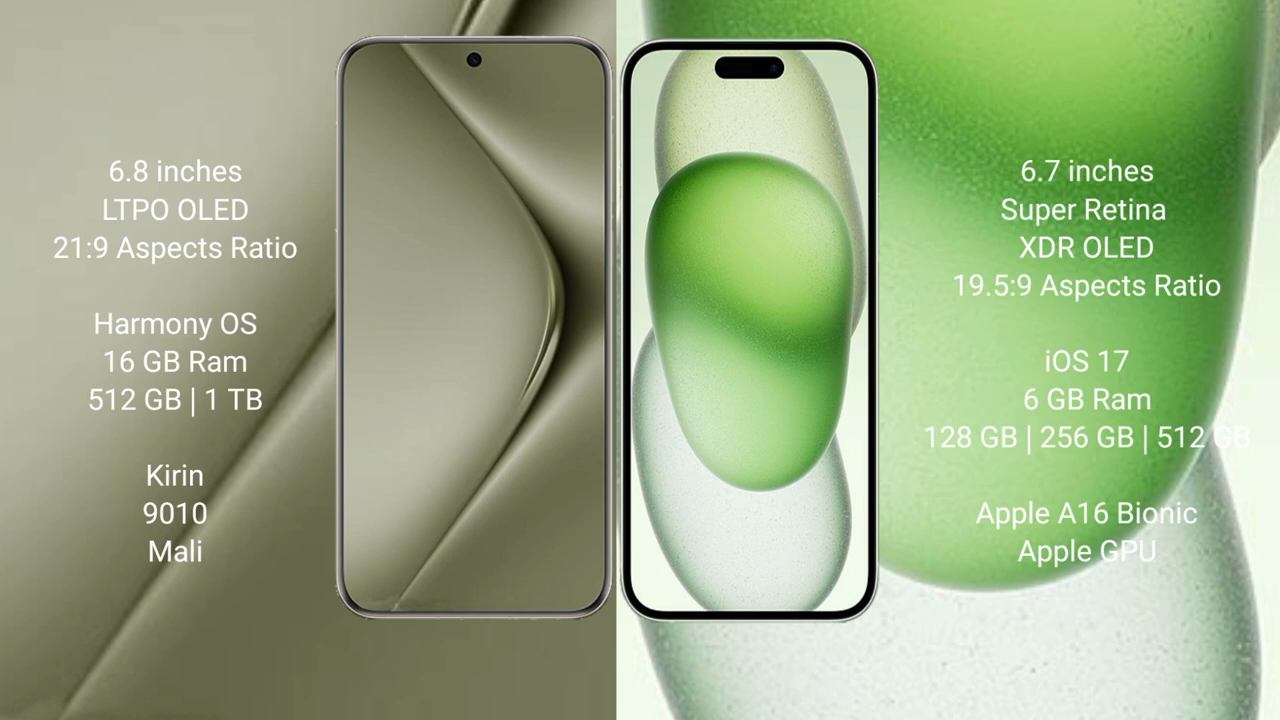 6.8 inches
LTPO OLED
21:9 Aspects Ratio
Harmony OS
16 GB Ram
512 GB | 1 TB
Kirin
9010
Mali
6.7 inches
Super Retina
XDR OLED
19.5:9 Aspects Ratio
iOS 17
6 GB Ram
128 GB | 256 GB | 512 GB
Apple A16 Bionic
Apple GPU